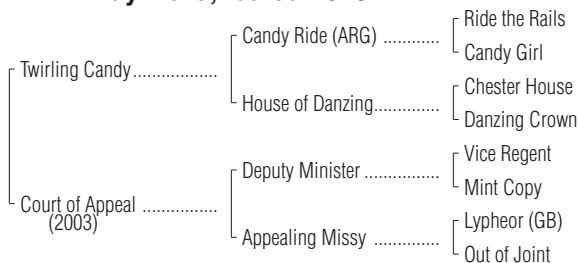 Ride the Rails
Candy Ride (ARG) ............
Candy Girl
Twirling Candy..................
Chester House
House of Danzing..............
Danzing Crown
Vice Regent
Deputy Minister ................
Mint Copy
Court of Appeal ................
(2003)
Lypheor (GB)
Appealing Missy ..............
Out of Joint